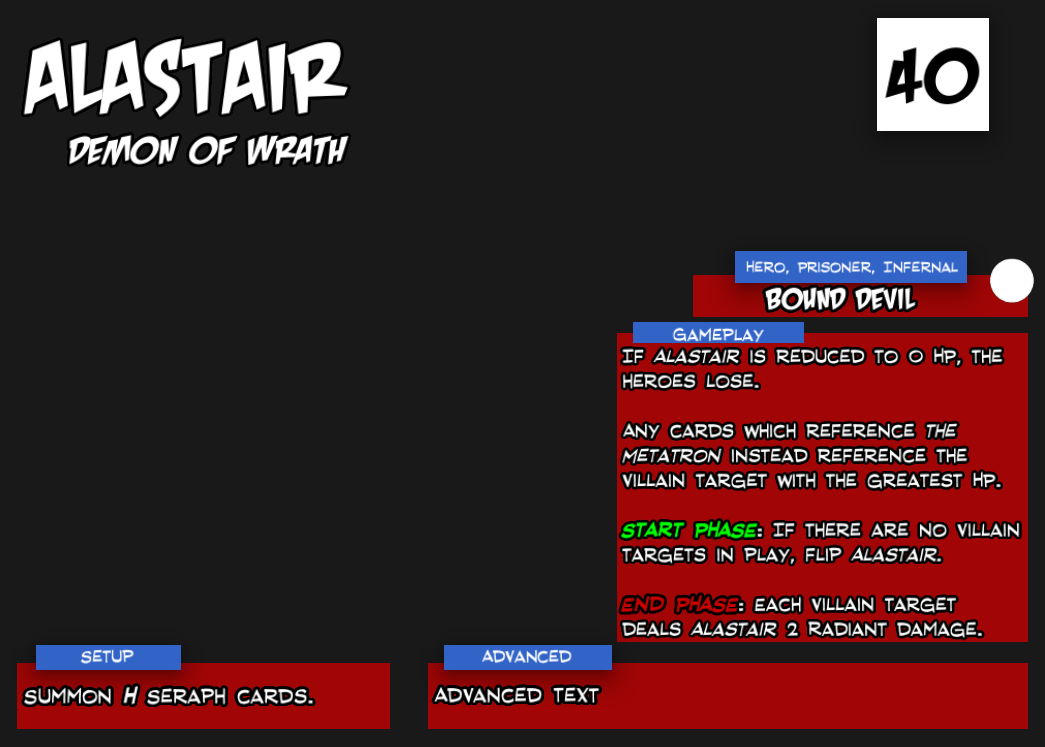 ALASTAIR
DEMON OF WRATH
40
HERO, PRISONER, INFERNAL
BOUND DEVIL
GAMEPLAY
IF ALASTAIR IS REDUCED TO 0 HP, THE
HEROES LOSE.
ANY CARDS WHICH REFERENCE THE
METATRON INSTEAD REFERENCE THE
VILLAIN TARGET WITH THE GREATEST HP.
START PHASE: IF THERE ARE NO VILLAIN
TARGETS IN PLAY, FLIP ALASTAIR.
END PHASE: EACH VILLAIN TARGET
DEALS ALASTAIR 2 RADIANT DAMAGE.
SETUP
SUMMON H SERAPH CARDS.
ADVANCED
ADVANCED TEXT